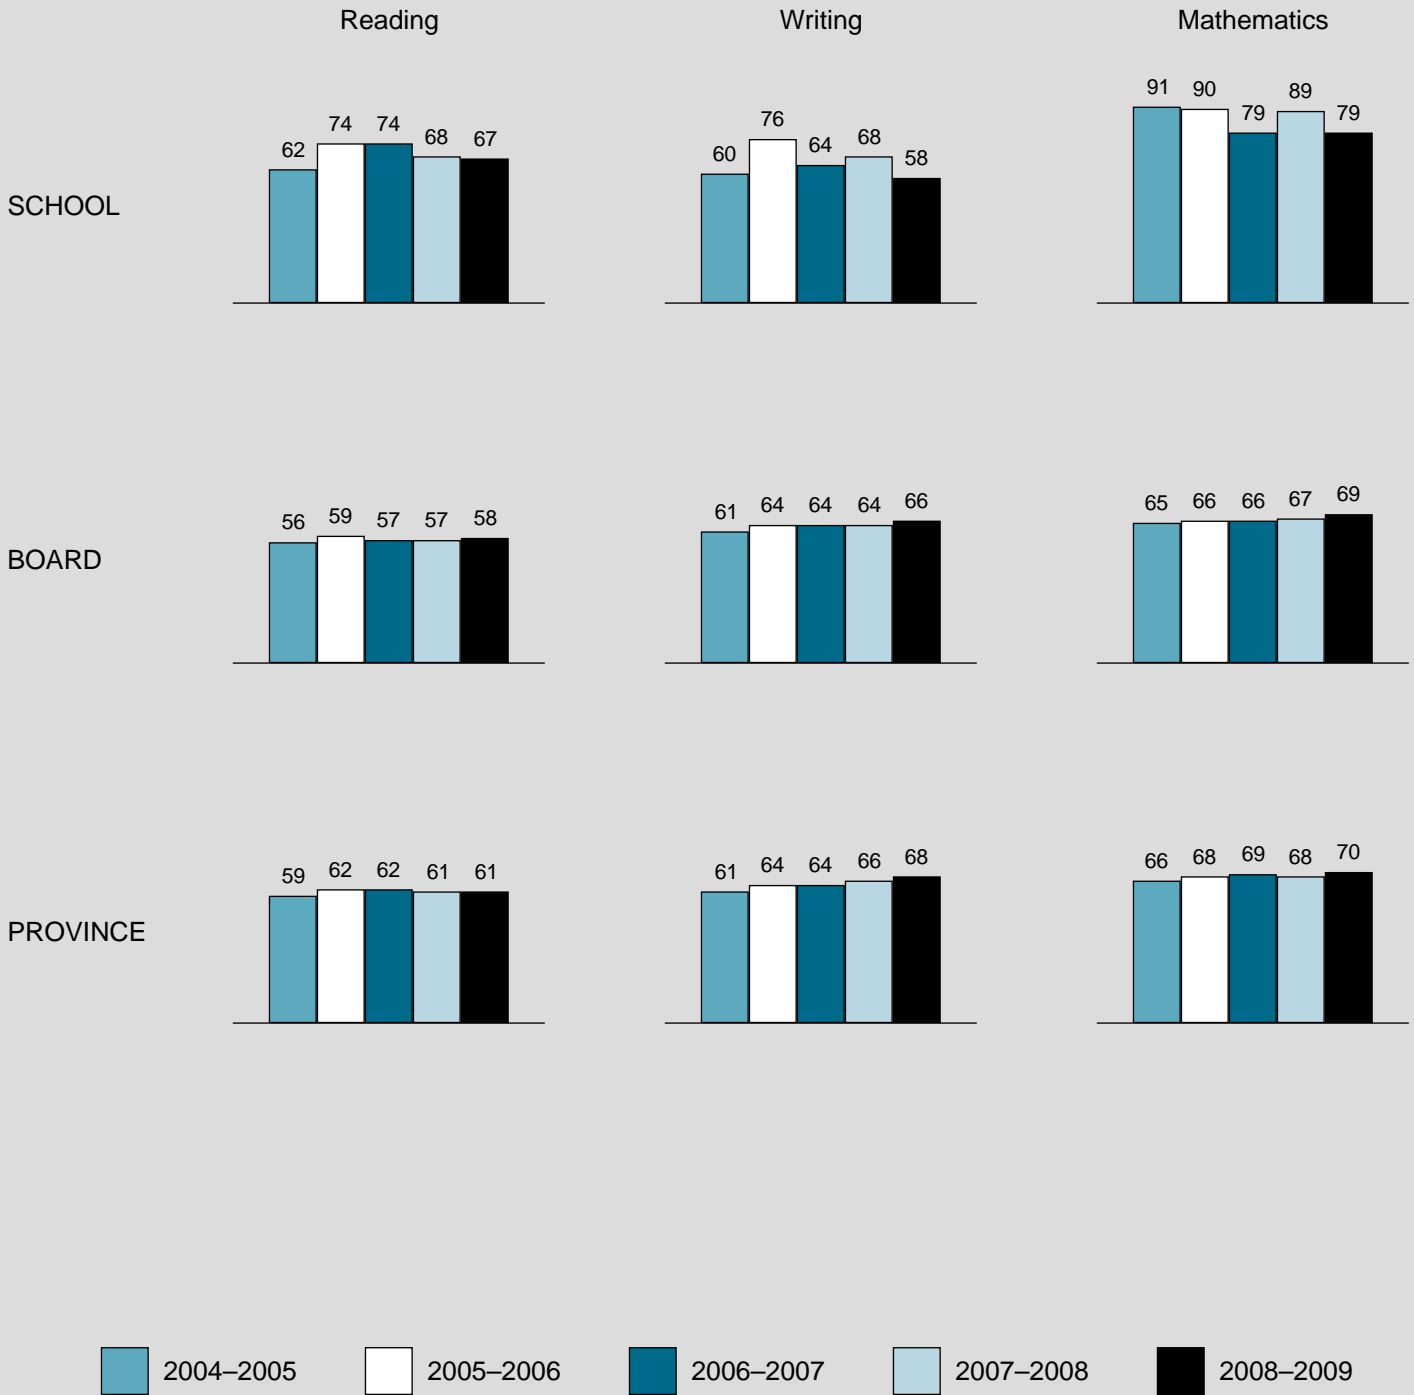 Reading Writing Mathematics
SCHOOL
62 74 74 68 67
60 76 64 68 58
91 90 79 89 79
BOARD
56 59 57 57 58
61 64 64 64 66
65 66 66 67 69
PROVINCE
59 62 62 61 61
61 64 64 66 68
66 68 69 68 70
2004–2005 2005–2006 2006–2007 2007–2008 2008–2009